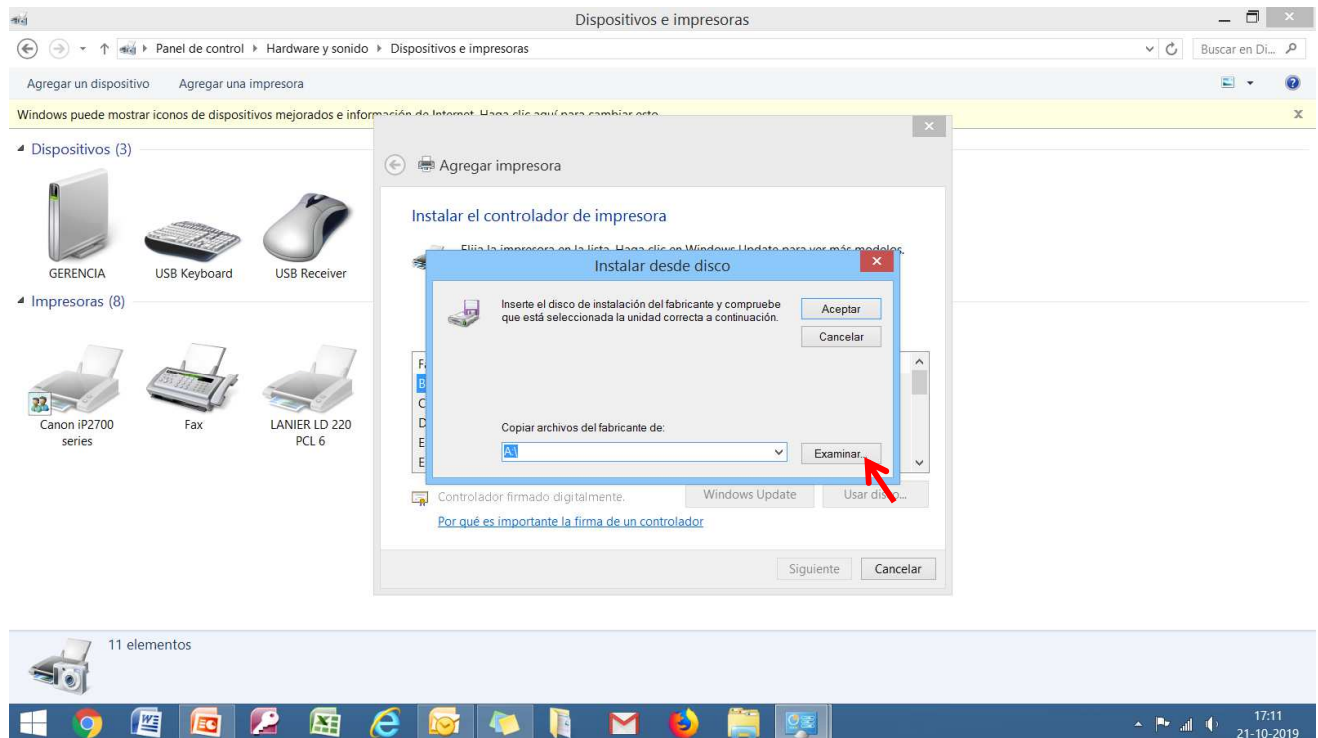 Dispositivos e impresoras
Panel de control Hardware y sonido Dispositivos e impresoras
Buscar en Di...
Agregar un dispositivo Agregar una impresora
Windows puede mostrar iconos de dispositivos mejorados e información de Internet. Haga clic aquí para cambiar esto.
Dispositivos (3)
GERENCIA
USB Keyboard
USB Receiver
Impresoras (8)
Canon iP2700
series
Fax
LANIER LD 220
PCL 6
Agregar impresora
Instalar el controlador de impresora
Elija la impresora en la lista. Haga clic en Windows Update para ver más modelos.
Instalar desde disco
Inserte el disco de instalación del fabricante y compruebe
que está seleccionada la unidad correcta a continuación.
Aceptar
Cancelar
Copiar archivos del fabricante de:
A:\
Examinar...
Controlador firmado digitalmente.
Windows Update
Usar disco...
Por qué es importante la firma de un controlador
Siguiente
Cancelar
11 elementos
17:11
21-10-2019